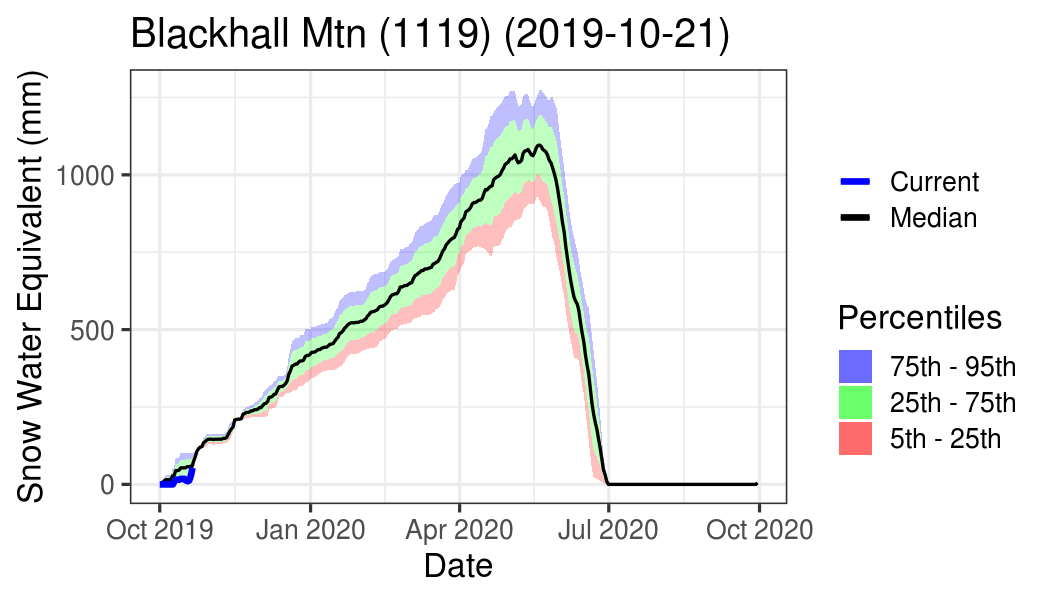 Blackhall Mtn (1119) (2019-10-21)
Snow Water Equivalent (mm)
1000
500
0
Oct 2019
Jan 2020
Apr 2020
Jul 2020
Oct 2020
Date
Current
Median
Percentiles
75th - 95th
25th - 75th
5th - 25th